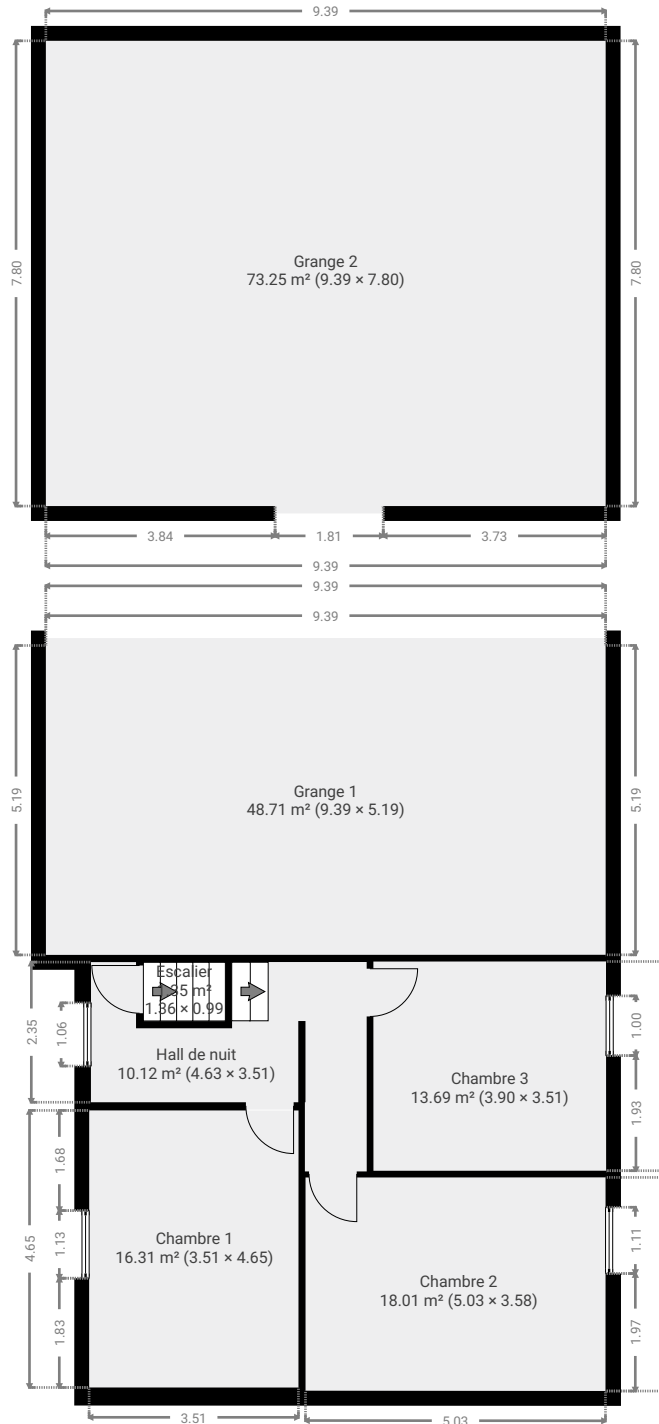 9.39
7.80
7.80
Grange 2
73.25 m² (9.39 × 7.80)
3.84
1.81
3.73
9.39
9.39
9.39
5.19
5.19
Grange 1
48.71 m² (9.39 × 5.19)
Escalier
35 m²
1.36 × 0.99
2.35
1.06
1.00
Hall de nuit
10.12 m² (4.63 × 3.51)
Chambre 3
13.69 m² (3.90 × 3.51)
1.93
1.68
4.65
1.13
1.11
Chambre 1
16.31 m² (3.51 × 4.65)
Chambre 2
18.01 m² (5.03 × 3.58)
1.83
1.97
3.51
5.03